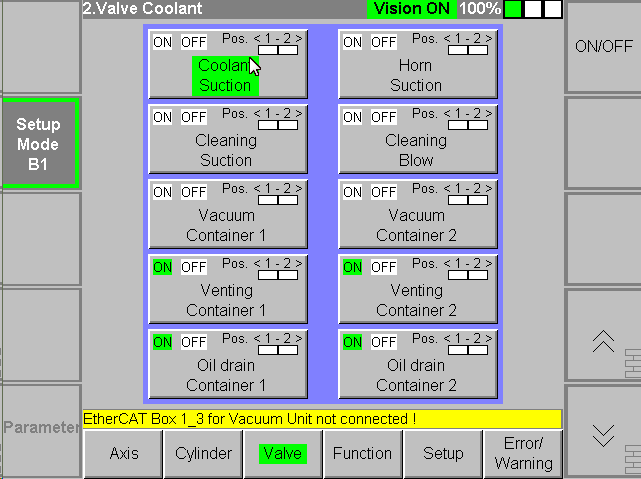 2.Valve Coolant Vision ON 100%
ON OFF Pos. < 1 - 2 >
Coolant
Suction
ON OFF Pos. < 1 - 2 >
Horn
Suction
ON/OFF
Setup
Mode
B1
ON OFF Pos. < 1 - 2 >
Cleaning
Suction
ON OFF Pos. < 1 - 2 >
Cleaning
Blow
ON OFF Pos. < 1 - 2 >
Vacuum
Container 1
ON OFF Pos. < 1 - 2 >
Vacuum
Container 2
ON OFF Pos. < 1 - 2 >
Venting
Container 1
ON OFF Pos. < 1 - 2 >
Venting
Container 2
ON OFF Pos. < 1 - 2 >
Oil drain
Container 1
ON OFF Pos. < 1 - 2 >
Oil drain
Container 2
Parameter
EtherCAT Box 1_3 for Vacuum Unit not connected !
Axis
Cylinder
Valve
Function
Setup
Error/
Warning